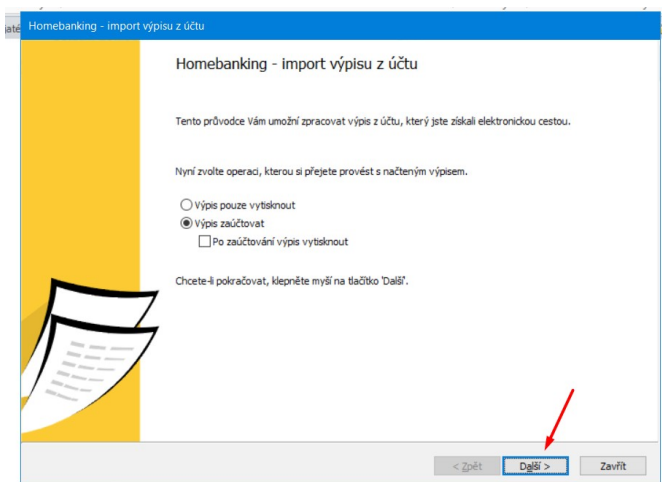 jaté
Homebanking - import výpisu z účtu
Homebanking - import výpisu z účtu
Tento průvodce Vám umožní zpracovat výpis z účtu, který jste získali elektronickou cestou.
Nyní zvolte operaci, kterou si přejete provést s načteným výpisem.
Výpis pouze vytisknout
Výpis zaúčtovat
Po zaúčtování výpis vytisknout
Chcete-li pokračovat, klepněte myší na tlačítko 'Další'.
< Zpět Další > Zavřít